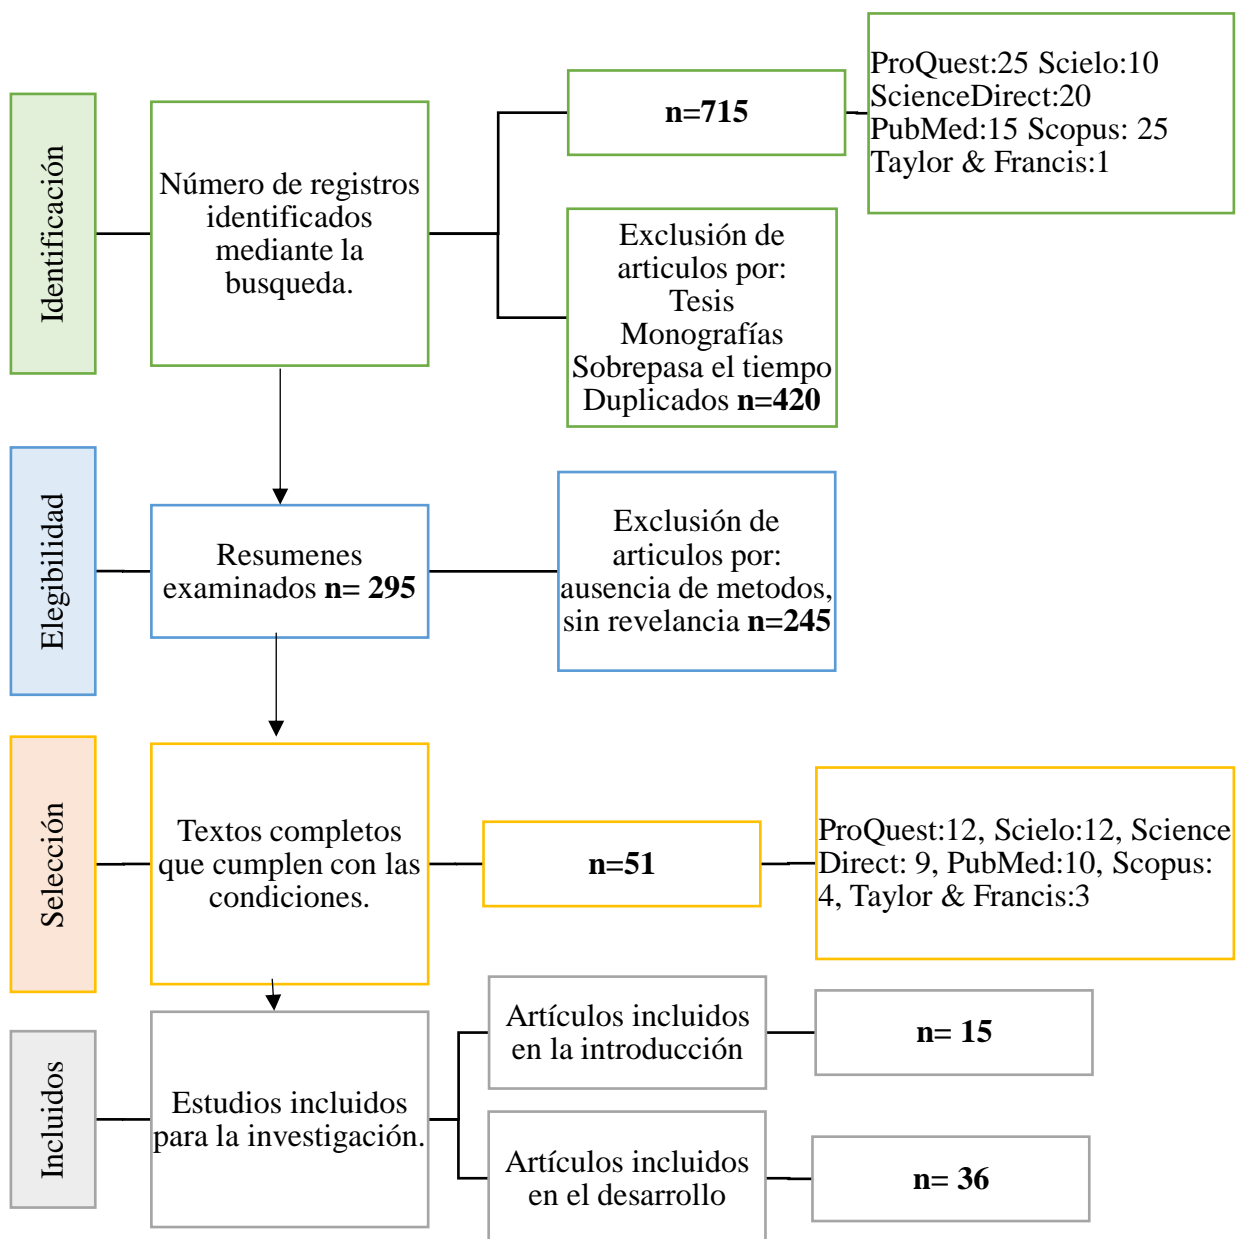 Identificación
Número de registros
identificados
mediante la
busqueda.
n=715
ProQuest:25 Scielo:10
ScienceDirect:20
PubMed:15 Scopus: 25
Taylor & Francis:1
Exclusión de
articulos por:
Tesis
Monografías
Sobrepasa el tiempo
Duplicados n=420
Elegibilidad
Resumenes
examinados n= 295
Exclusión de
articulos por:
ausencia de metodos,
sin revelancia n=245
Selección
Textos completos
que cumplen con las
condiciones.
n=51
ProQuest:12, Scielo:12, Science
Direct: 9, PubMed:10, Scopus:
4, Taylor & Francis:3
Incluidos
Estudios incluidos
para la investigación.
Artículos incluidos
en la introducción
n= 15
Artículos incluidos
en el desarrollo
n= 36